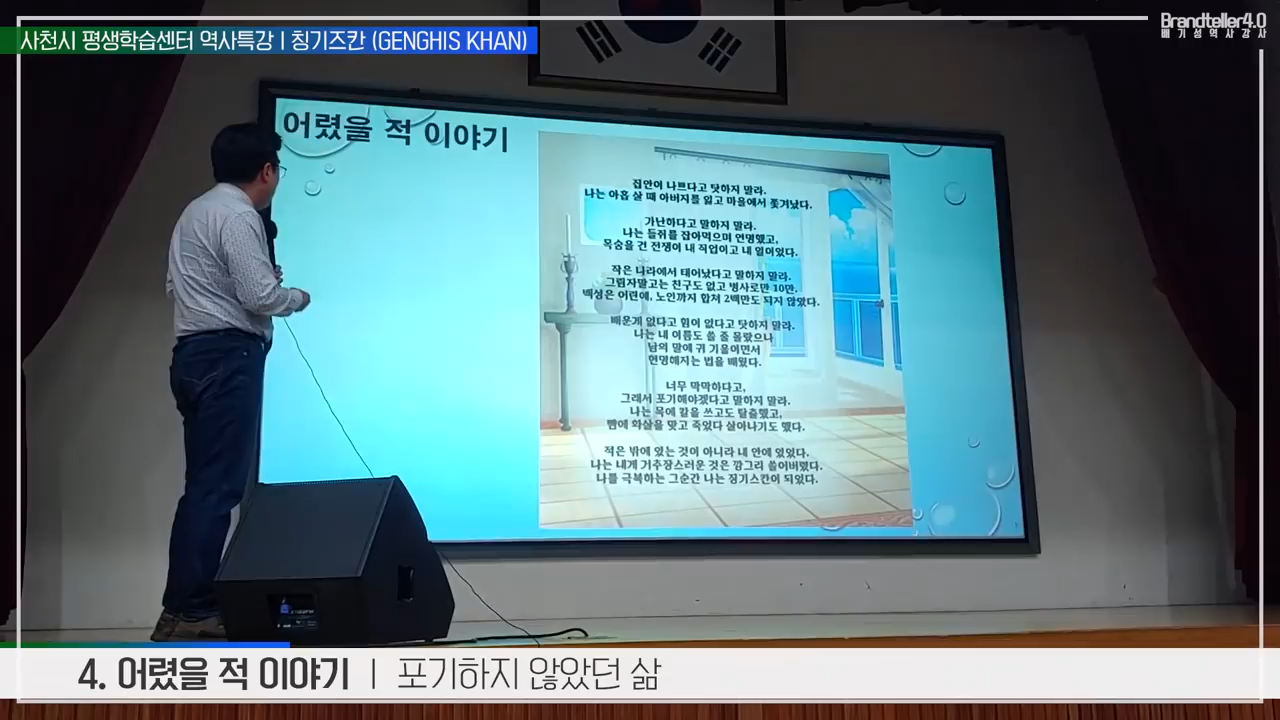 사천시 평생학습센터 역사특강 | 칭기즈칸 (GENGHIS KHAN)
Brandteller4.0
배기성역사강사
어렸을 적 이야기
집안이 나쁘다고 탓하지 말라.
나는 아홉 살 때 아버지를 잃고 마을에서 쫓겨났다.
가난하다고 말하지 말라.
나는 들쥐를 잡아먹으며 연명했고,
목숨을 건 전쟁이 내 직업이고 내 일이었다.
작은 나라에서 태어났다고 말하지 말라.
그림자말고는 친구도 없고 병사로만 10만.
백성은 어린애, 노인까지 합쳐 2백만도 되지 않았다.
배운게 없다고 힘이 없다고 탓하지 말라.
나는 내 이름도 쓸 줄 몰랐으나
남의 말에 귀 기울이면서
현명해지는 법을 배웠다.
너무 막막하다고,
그래서 포기해야겠다고 말하지 말라.
나는 목에 칼을 쓰고도 탈출했고,
뺨에 화살을 맞고 죽었다 살아나기도 했다.
적은 밖에 있는 것이 아니라 내 안에 있었다.
나는 내게 거추장스러운 것은 깡그리 쓸어버렸다.
나를 극복하는 그순간 나는 징기스칸이 되었다.
4. 어렸을 적 이야기 | 포기하지 않았던 삶